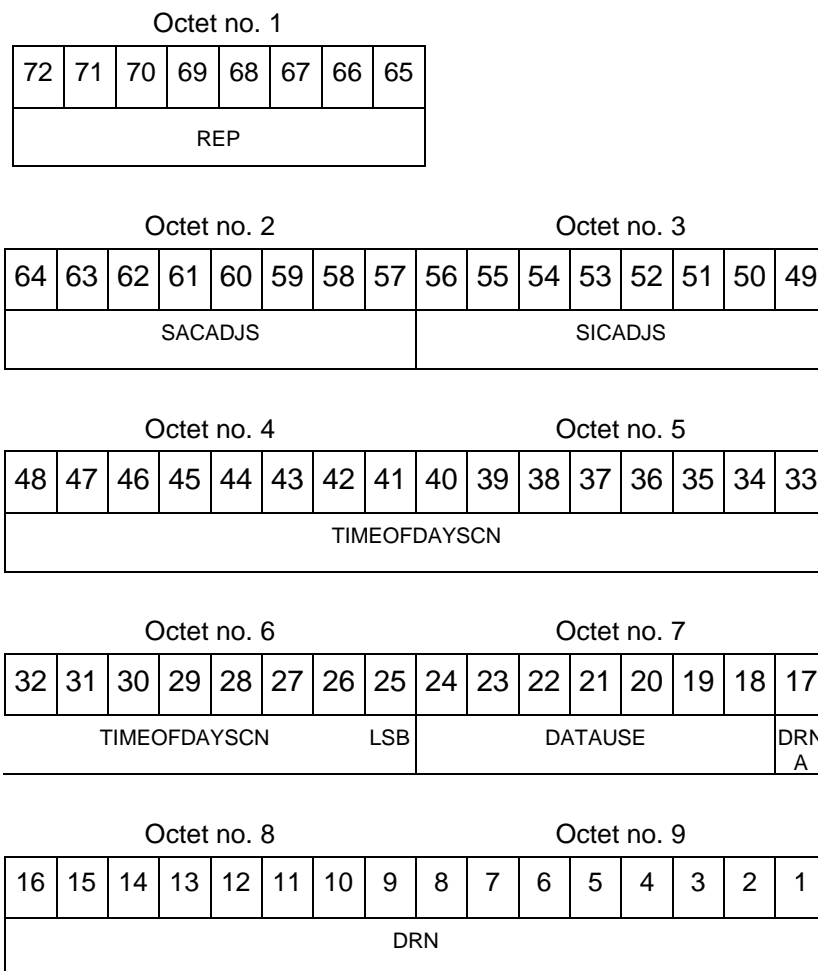 Octet no. 1
72 71 70 69 68 67 66 65
REP
Octet no. 2 Octet no. 3
64 63 62 61 60 59 58 57 56 55 54 53 52 51 50 49
SACADJS SICADJS
Octet no. 4 Octet no. 5
48 47 46 45 44 43 42 41 40 39 38 37 36 35 34 33
TIMEOFDAYSCN
Octet no. 6 Octet no. 7
32 31 30 29 28 27 26 25 24 23 22 21 20 19 18 17
TIMEOFDAYSCN LSB DATAUSE DRN
A
Octet no. 8 Octet no. 9
16 15 14 13 12 11 10 9 8 7 6 5 4 3 2 1
DRN